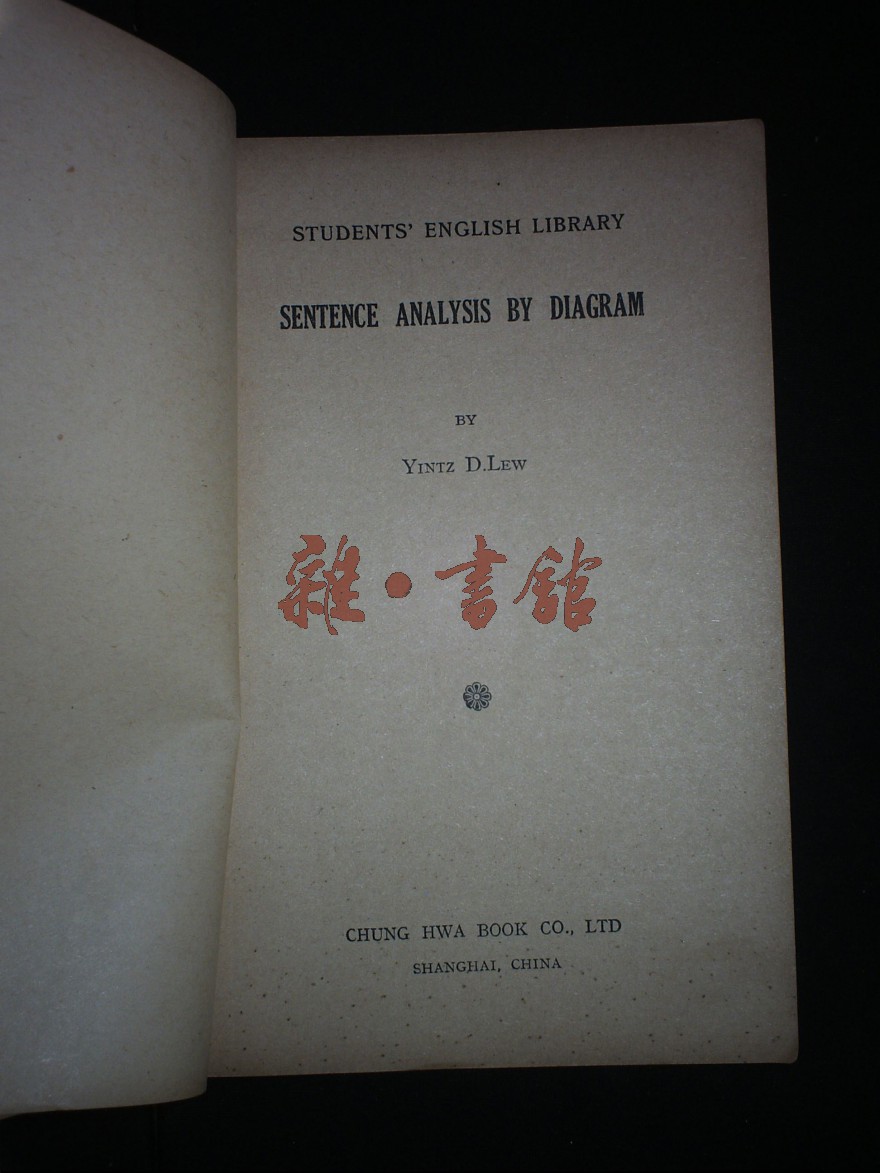 STUDENTS' ENGLISH LIBRARY
SENTENCE ANALYSIS BY DIAGRAM
BY
YINTZ D.LEW
雜・書館
CHUNG HWA BOOK CO., LTD
SHANGHAI, CHINA